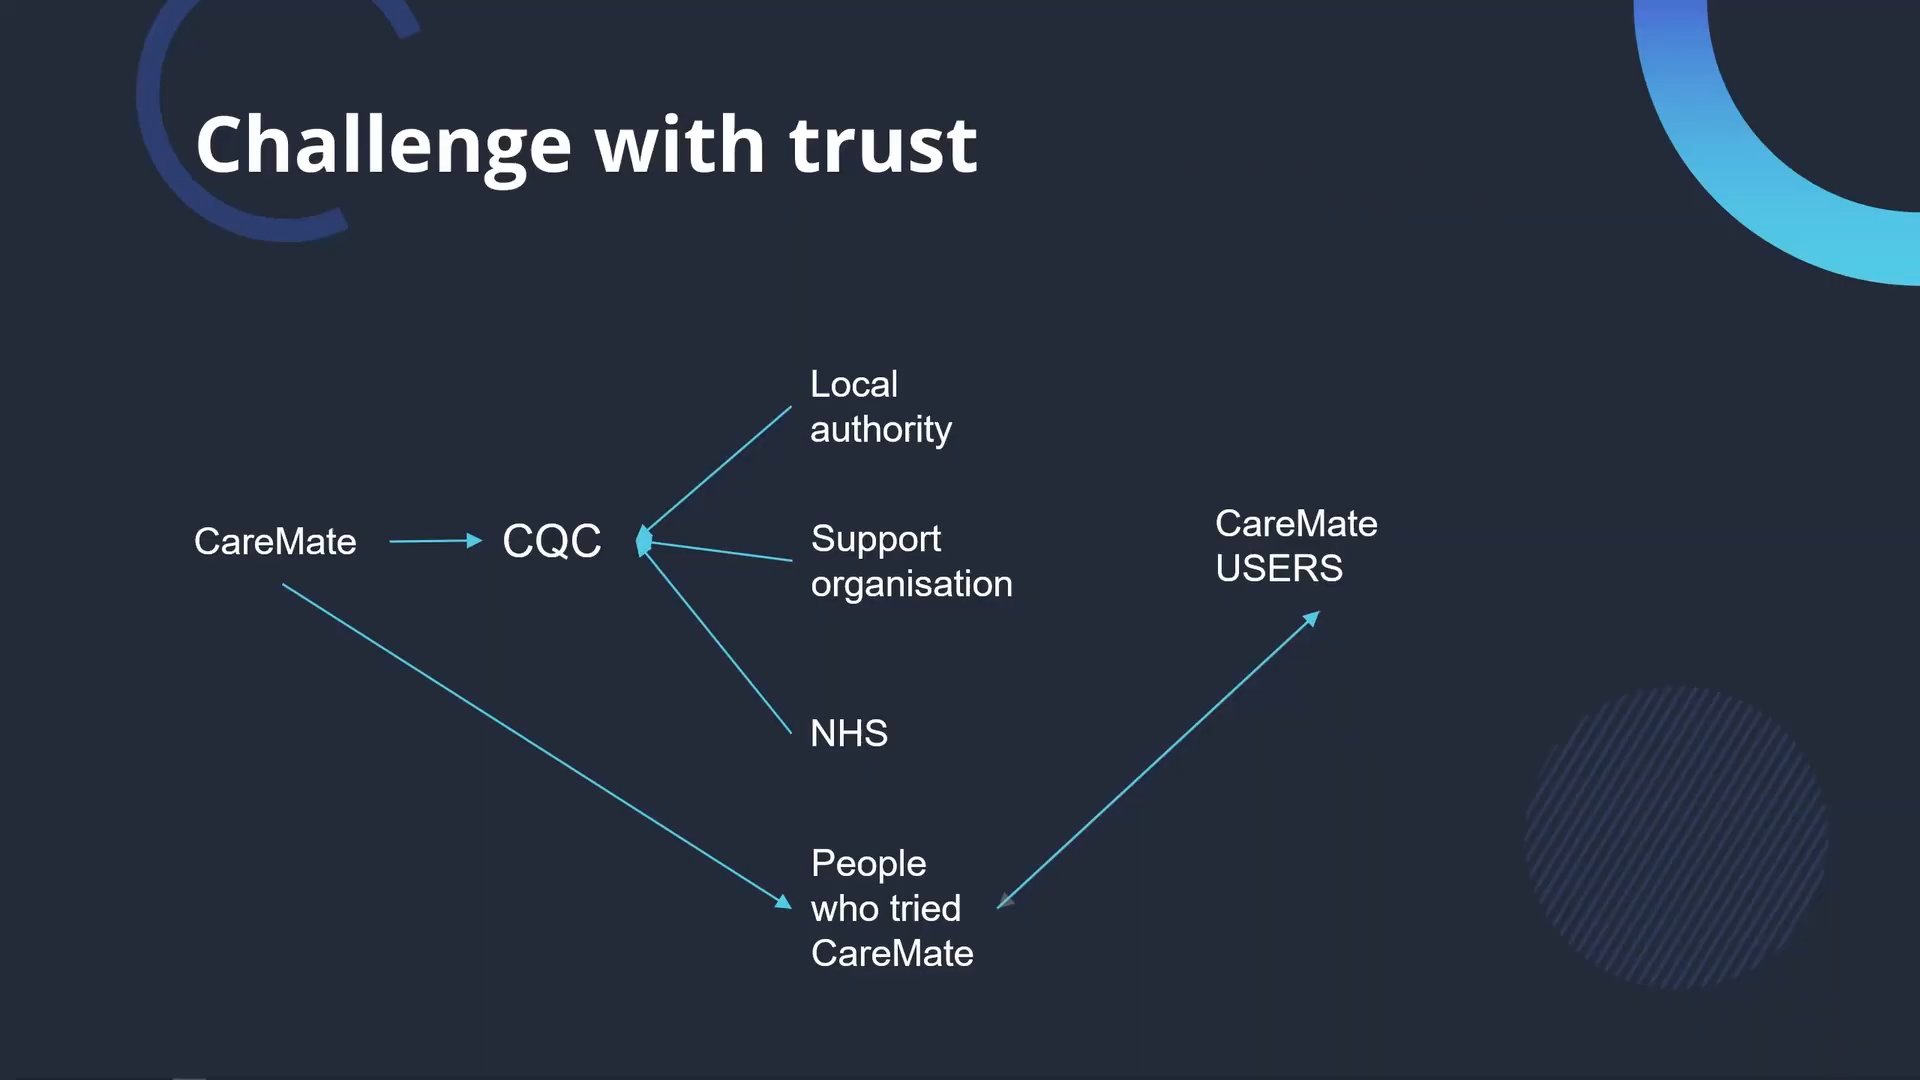 Challenge with trust
Local
authority
CareMate
CQC
Support
organisation
CareMate
USERS
NHS
People
who tried
CareMate